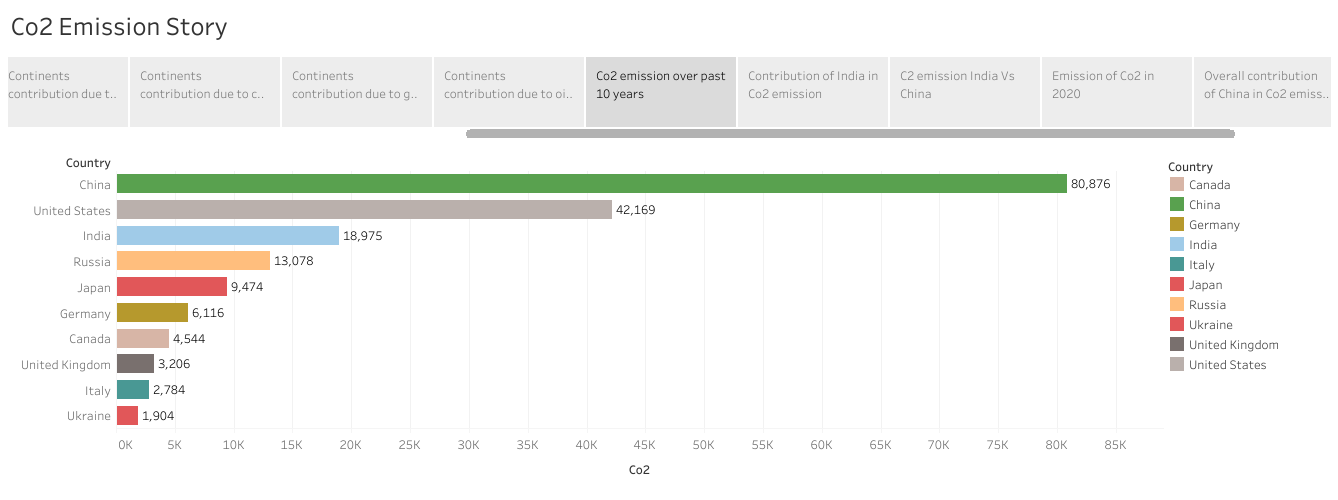 Co2 Emission Story
Continents
contribution due t..
Continents
contribution due to c..
Continents
contribution due to g..
Continents
contribution due to oi..
Co2 emission over past
10 years
Contribution of India in
Co2 emission
C2 emission India Vs
China
Emission of Co2 in
2020
Overall contribution
of China in Co2 emiss..
Country
China 80,876
United States 42,169
India 18,975
Russia 13,078
Japan 9,474
Germany 6,116
Canada 4,544
United Kingdom 3,206
Italy 2,784
Ukraine 1,904
0K 5K 10K 15K 20K 25K 30K 35K 40K 45K 50K 55K 60K 65K 70K 75K 80K 85K
Co2
Country
Canada
China
Germany
India
Italy
Japan
Russia
Ukraine
United Kingdom
United States